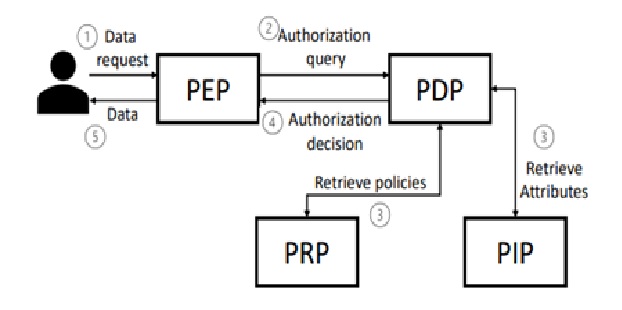 ① Data
request
② Authorization
query
PEP
PDP
Data
⑤
④ Authorization
decision
③
Retrieve
Attributes
Retrieve policies
③
PRP
PIP